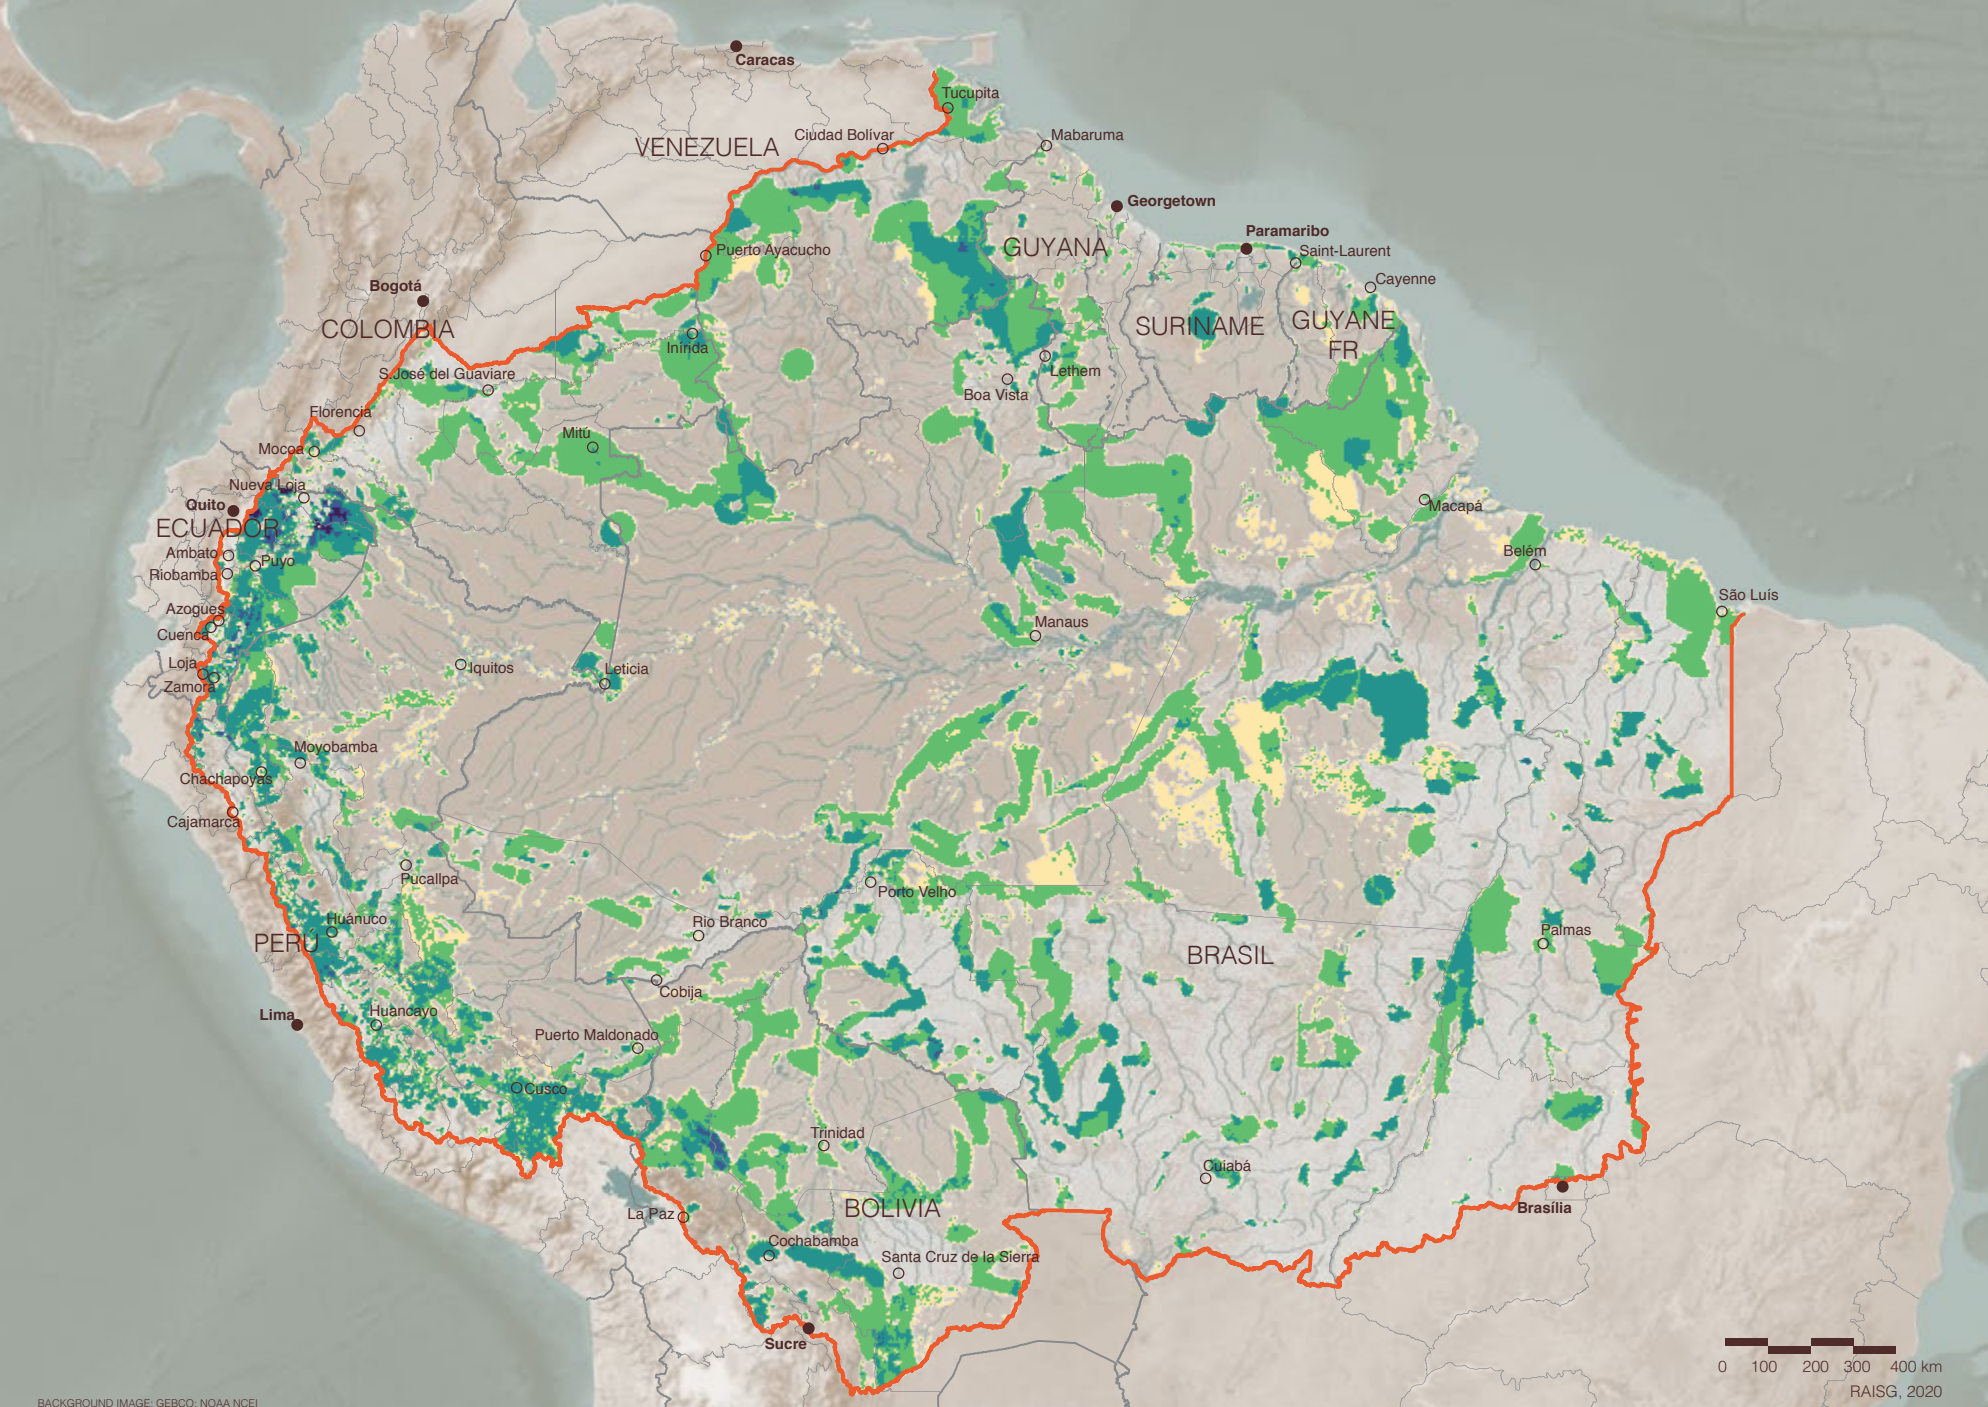 Caracas
Tucupita
Ciudad Bolívar
Mabaruma
VENEZUELA
Georgetown
Paramaribo
GUYANA
Saint-Laurent
Puerto Ayacucho
Cayenne
Bogotá
COLOMBIA
SURINAME
GUYANE
FR
Inírida
Lethem
S.José del Guaviare
Boa Vista
Florencia
Mitú
Mocoa
Nueva Loja
Quito
Macapá
ECUADOR
Ambato
Belém
Puyo
Riobamba
São Luís
Azogues
Manaus
Cuenca
Loja
Iquitos
Leticia
Zamora
Moyobamba
Chachapoyas
Cajamarca
Pucallpa
Porto Velho
Huánuco
Rio Branco
Palmas
PERU
BRASIL
Cobija
Lima
Huancayo
Puerto Maldonado
Cusco
Trinidad
Cuiabá
BOLIVIA
Brasília
La Paz
Cochabamba
Santa Cruz de la Sierra
Sucre
0 100 200 300 400 km
RAISG, 2020
BACKGROUND IMAGE: GEBCO; NOAA NCEI